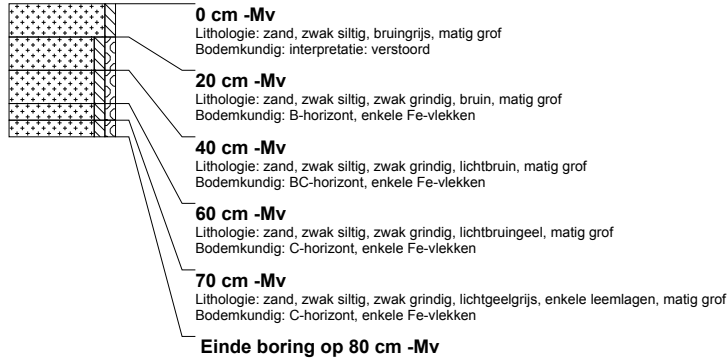 0 cm -Mv
Lithologie: zand, zwak siltig, bruingrijs, matig grof
Bodemkundig: interpretatie: verstoord
20 cm -Mv
Lithologie: zand, zwak siltig, zwak grindig, bruin, matig grof
Bodemkundig: B-horizont, enkele Fe-vlekken
40 cm -Mv
Lithologie: zand, zwak siltig, zwak grindig, lichtbruin, matig grof
Bodemkundig: BC-horizont, enkele Fe-vlekken
60 cm -Mv
Lithologie: zand, zwak siltig, zwak grindig, lichtbruingeel, matig grof
Bodemkundig: C-horizont, enkele Fe-vlekken
70 cm -Mv
Lithologie: zand, zwak siltig, zwak grindig, lichtgeelgrijs, enkele leemlagen, matig grof
Bodemkundig: C-horizont, enkele Fe-vlekken
Einde boring op 80 cm -Mv